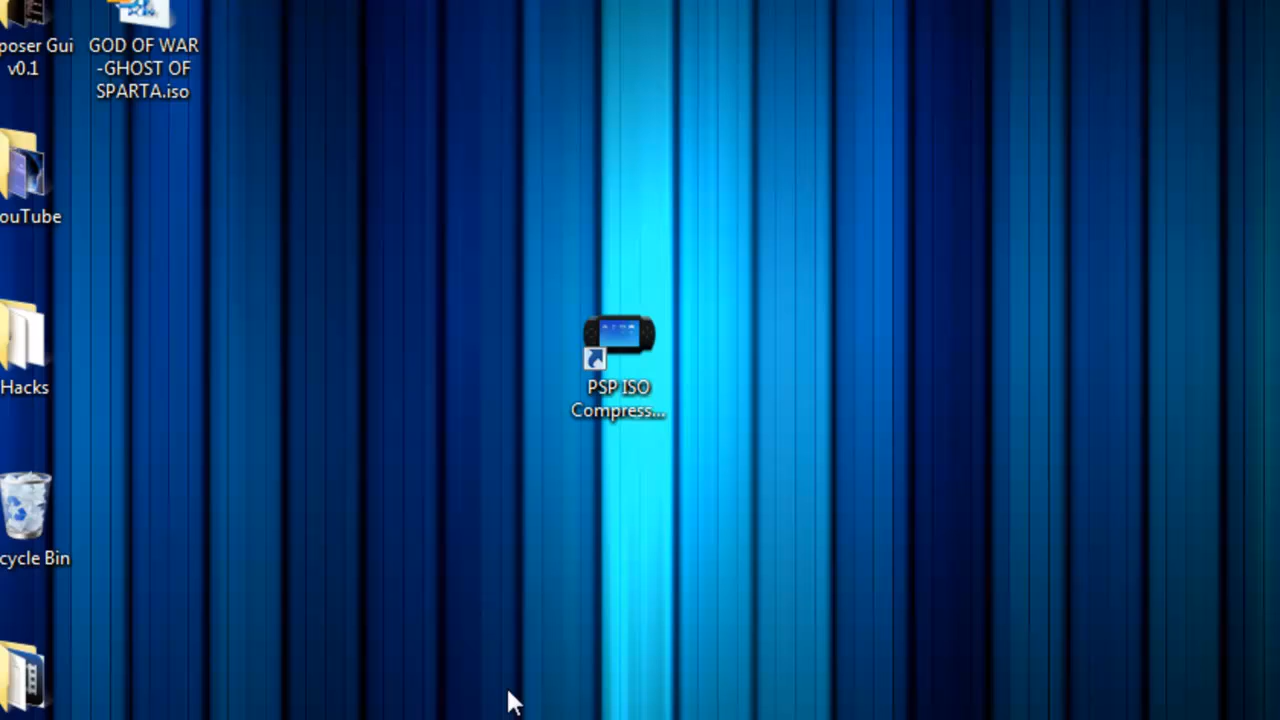 poser Gui
v0.1
GOD OF WAR
-GHOST OF
SPARTA.iso
ouTube
Hacks
cycle Bin
PSP ISO
Compress...